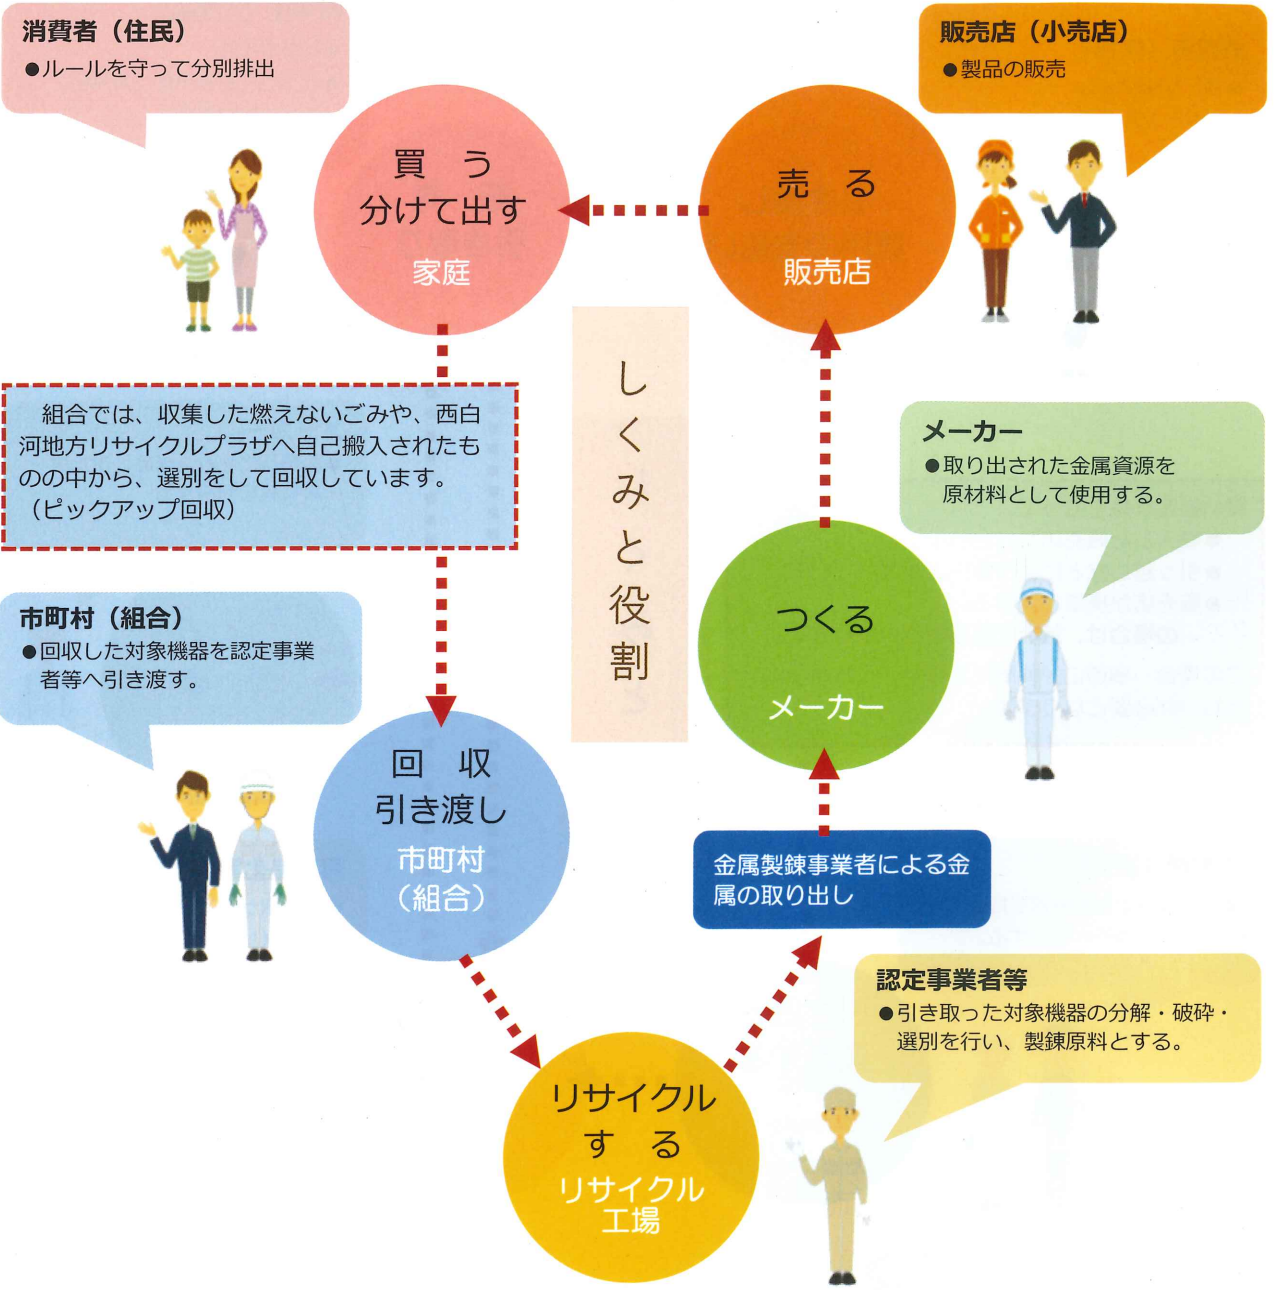 消費者（住民）
●ルールを守って分別排出
販売店（小売店）
●製品の販売
買　う
分けて出す
家庭
売　る
販売店
しくみと役割
組合では、収集した燃えないごみや、西白
河地方リサイクルプラザへ自己搬入されたも
のの中から、選別をして回収しています。
（ピックアップ回収）
メーカー
●取り出された金属資源を
原材料として使用する。
つくる
メーカー
市町村（組合）
●回収した対象機器を認定事業
者等へ引き渡す。
回　収
引き渡し
市町村
（組合）
金属製錬事業者による金
属の取り出し
認定事業者等
●引き取った対象機器の分解・破砕・
選別を行い、製錬原料とする。
リサイクル
す　る
リサイクル
工場